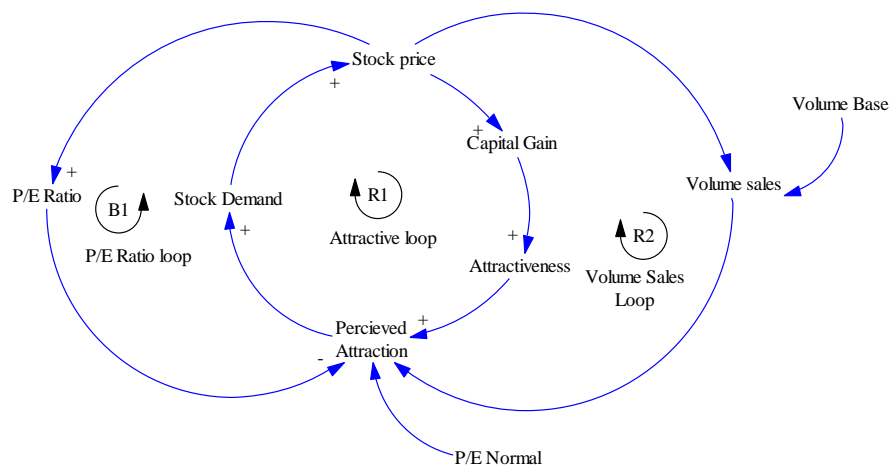 Stock price
+
Volume Base
+
Capital Gain
+
P/E Ratio
B1
P/E Ratio loop
Stock Demand
+
R1
Attractive loop
Volume sales
R2
Volume Sales
Loop
+
Attractiveness
+
Percieved
Attraction
-
P/E Normal